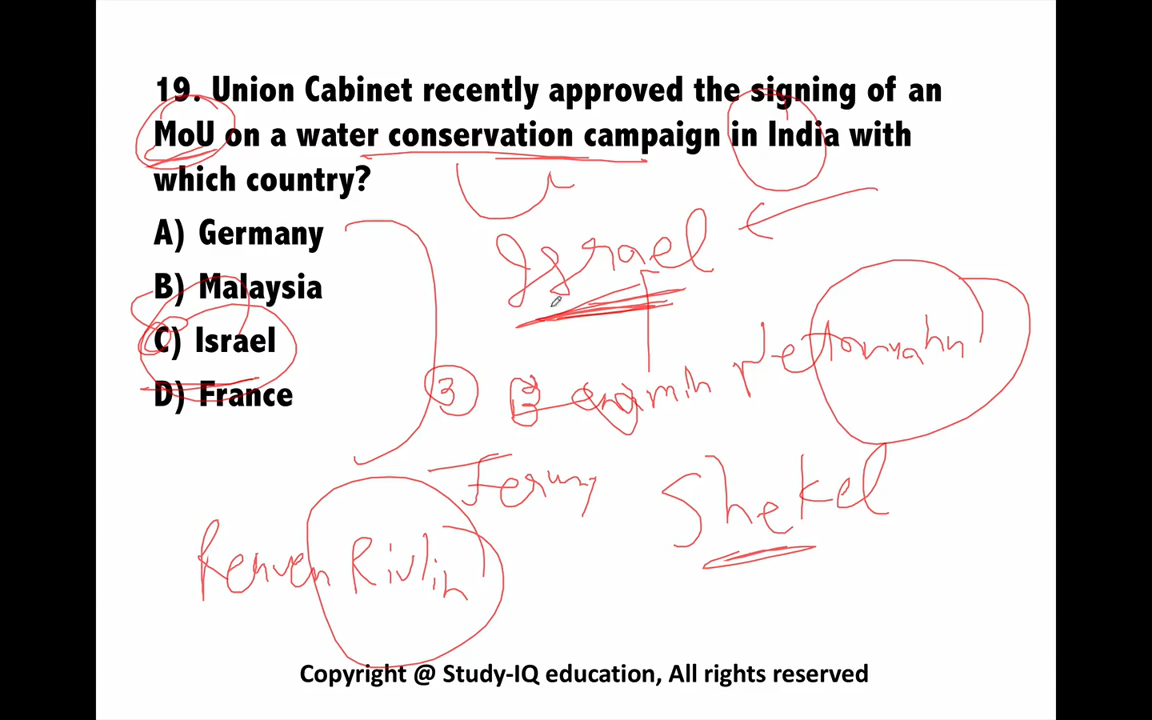 19. Union Cabinet recently approved the signing of an
MoU on a water conservation campaign in India with
which country?
A) Germany
B) Malaysia
C) Israel
D) France
Israel
3
Shekel
Reuven Rivlin
Copyright @ Study-IQ education, All rights reserved